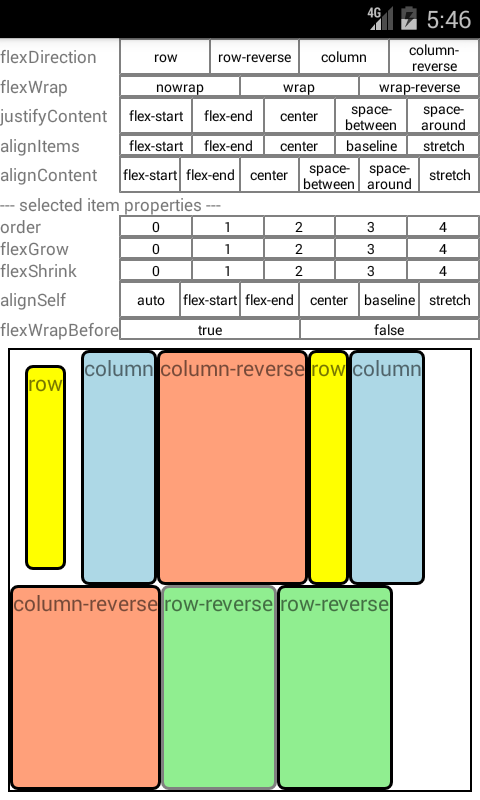 4G 5:46
flexDirection row row-reverse column column-reverse
flexWrap nowrap wrap wrap-reverse
justifyContent flex-start flex-end center space-between space-around
alignItems flex-start flex-end center baseline stretch
alignContent flex-start flex-end center space-between space-around stretch
--- selected item properties ---
order 0 1 2 3 4
flexGrow 0 1 2 3 4
flexShrink 0 1 2 3 4
alignSelf auto flex-start flex-end center baseline stretch
flexWrapBefore true false
row column column-reverse row column
column-reverse row-reverse row-reverse